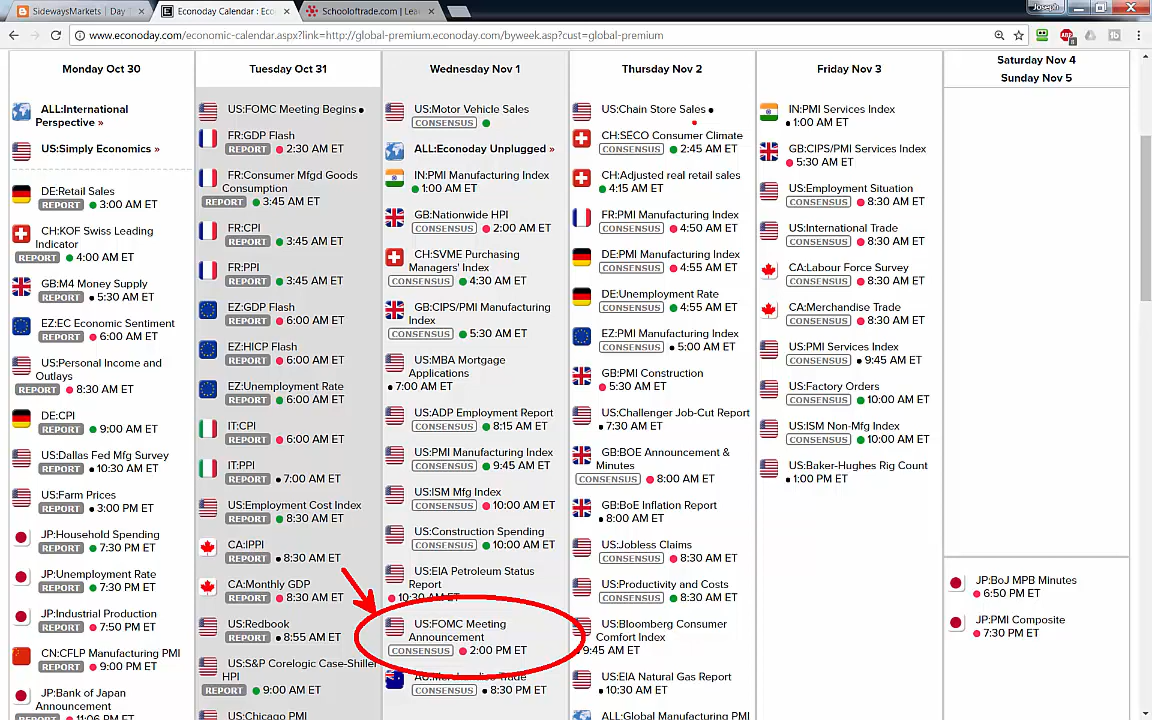 SidewaysMarkets | Day T
Econoday Calendar : Eco
Schooloftrade.com | Lea
Joseph
www.econoday.com/economic-calendar.aspx?link=http://global-premium.econoday.com/byweek.asp?cust=global-premium
Monday Oct 30
ALL:International
Perspective »
US:Simply Economics »
DE:Retail Sales
REPORT 3:00 AM ET
CH:KOF Swiss Leading
Indicator
REPORT 4:00 AM ET
GB:M4 Money Supply
REPORT 5:30 AM ET
EZ:EC Economic Sentiment
REPORT 6:00 AM ET
US:Personal Income and
Outlays
REPORT 8:30 AM ET
DE:CPI
REPORT 9:00 AM ET
US:Dallas Fed Mfg Survey
REPORT 10:30 AM ET
US:Farm Prices
REPORT 3:00 PM ET
JP:Household Spending
REPORT 7:30 PM ET
JP:Unemployment Rate
REPORT 7:30 PM ET
JP:Industrial Production
REPORT 7:50 PM ET
CN:CFLP Manufacturing PMI
REPORT 9:00 PM ET
JP:Bank of Japan
Announcement
REPORT 11:06 PM ET
Tuesday Oct 31
US:FOMC Meeting Begins
FR:GDP Flash
REPORT 2:30 AM ET
FR:Consumer Mfgd Goods
Consumption
REPORT 3:45 AM ET
FR:CPI
REPORT 3:45 AM ET
FR:PPI
REPORT 3:45 AM ET
EZ:GDP Flash
REPORT 6:00 AM ET
EZ:HICP Flash
REPORT 6:00 AM ET
EZ:Unemployment Rate
REPORT 6:00 AM ET
IT:CPI
REPORT 6:00 AM ET
IT:PPI
REPORT 7:00 AM ET
US:Employment Cost Index
REPORT 8:30 AM ET
CA:IPPI
REPORT 8:30 AM ET
CA:Monthly GDP
REPORT 8:30 AM ET
US:Redbook
REPORT 8:55 AM ET
US:S&P Corelogic Case-Shiller
HPI
REPORT 9:00 AM ET
US:Chicago PMI
Wednesday Nov 1
US:Motor Vehicle Sales
CONSENSUS
ALL:Econoday Unplugged »
IN:PMI Manufacturing Index
1:00 AM ET
GB:Nationwide HPI
CONSENSUS 2:00 AM ET
CH:SVME Purchasing
Managers' Index
CONSENSUS 4:30 AM ET
GB:CIPS/PMI Manufacturing
Index
CONSENSUS 5:30 AM ET
US:MBA Mortgage
Applications
7:00 AM ET
US:ADP Employment Report
CONSENSUS 8:15 AM ET
US:PMI Manufacturing Index
CONSENSUS 9:45 AM ET
US:ISM Mfg Index
CONSENSUS 10:00 AM ET
US:Construction Spending
CONSENSUS 10:00 AM ET
US:EIA Petroleum Status
Report
10:30 AM ET
US:FOMC Meeting
Announcement
CONSENSUS 2:00 PM ET
AU:Merchandise Trade
CONSENSUS 8:30 PM ET
Thursday Nov 2
US:Chain Store Sales
CH:SECO Consumer Climate
CONSENSUS 2:45 AM ET
CH:Adjusted real retail sales
4:15 AM ET
FR:PMI Manufacturing Index
CONSENSUS 4:50 AM ET
DE:PMI Manufacturing Index
CONSENSUS 4:55 AM ET
DE:Unemployment Rate
CONSENSUS 4:55 AM ET
EZ:PMI Manufacturing Index
CONSENSUS 5:00 AM ET
GB:PMI Construction
5:30 AM ET
US:Challenger Job-Cut Report
7:30 AM ET
GB:BOE Announcement &
Minutes
CONSENSUS 8:00 AM ET
GB:BoE Inflation Report
8:00 AM ET
US:Jobless Claims
CONSENSUS 8:30 AM ET
US:Productivity and Costs
CONSENSUS 8:30 AM ET
US:Bloomberg Consumer
Comfort Index
9:45 AM ET
US:EIA Natural Gas Report
10:30 AM ET
ALL:Global Manufacturing PMI
Friday Nov 3
IN:PMI Services Index
1:00 AM ET
GB:CIPS/PMI Services Index
5:30 AM ET
US:Employment Situation
CONSENSUS 8:30 AM ET
US:International Trade
CONSENSUS 8:30 AM ET
CA:Labour Force Survey
CONSENSUS 8:30 AM ET
CA:Merchandise Trade
CONSENSUS 8:30 AM ET
US:PMI Services Index
CONSENSUS 9:45 AM ET
US:Factory Orders
CONSENSUS 10:00 AM ET
US:ISM Non-Mfg Index
CONSENSUS 10:00 AM ET
US:Baker-Hughes Rig Count
1:00 PM ET
Saturday Nov 4
Sunday Nov 5
JP:BoJ MPB Minutes
6:50 PM ET
JP:PMI Composite
7:30 PM ET